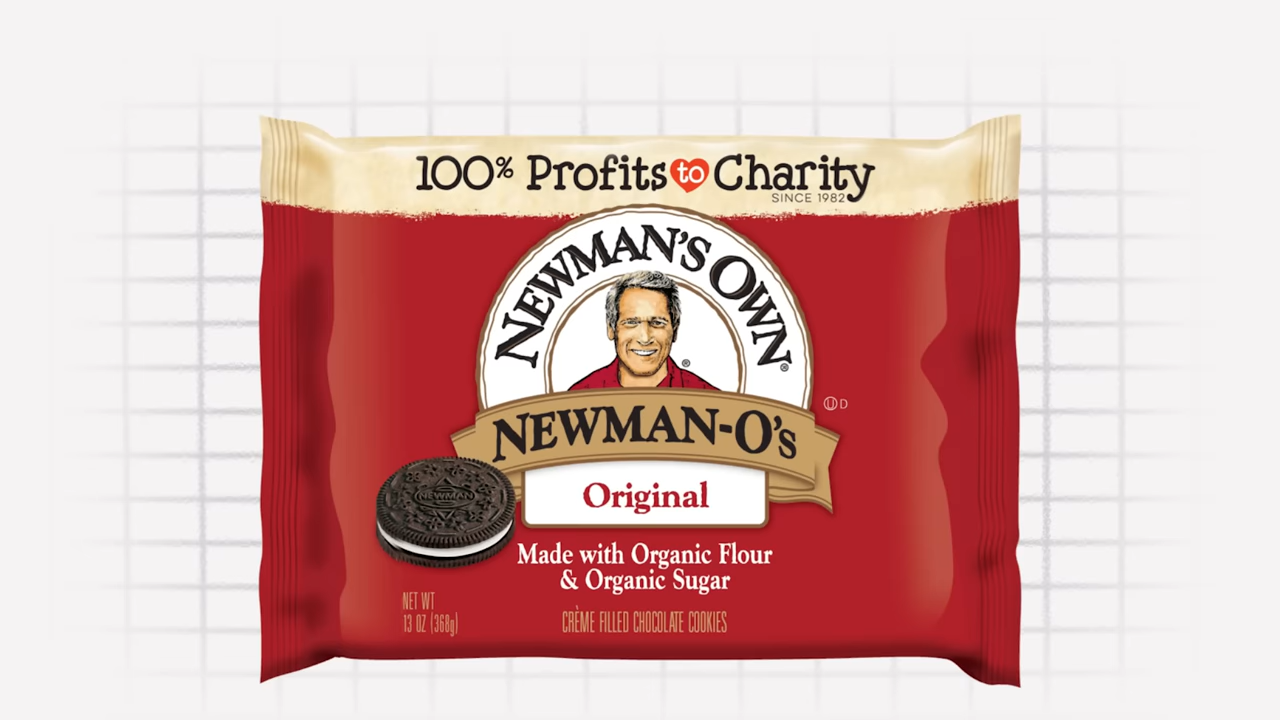 100% Profits to Charity
SINCE 1982
NEWMAN'S OWN®
®
NEWMAN-O's
Ⓤ D
Original
NEWMAN
Made with Organic Flour
& Organic Sugar
NET WT
13 OZ (368g)
CRÈME FILLED CHOCOLATE COOKIES